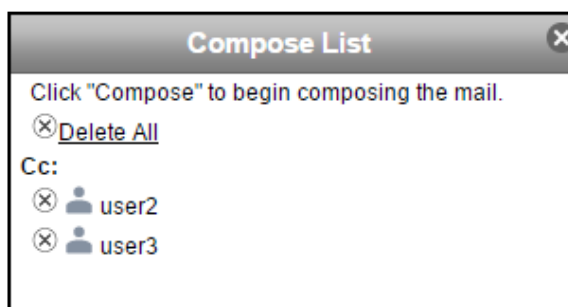 Compose List
Click "Compose" to begin composing the mail.
Delete All
Cc:
user2
user3